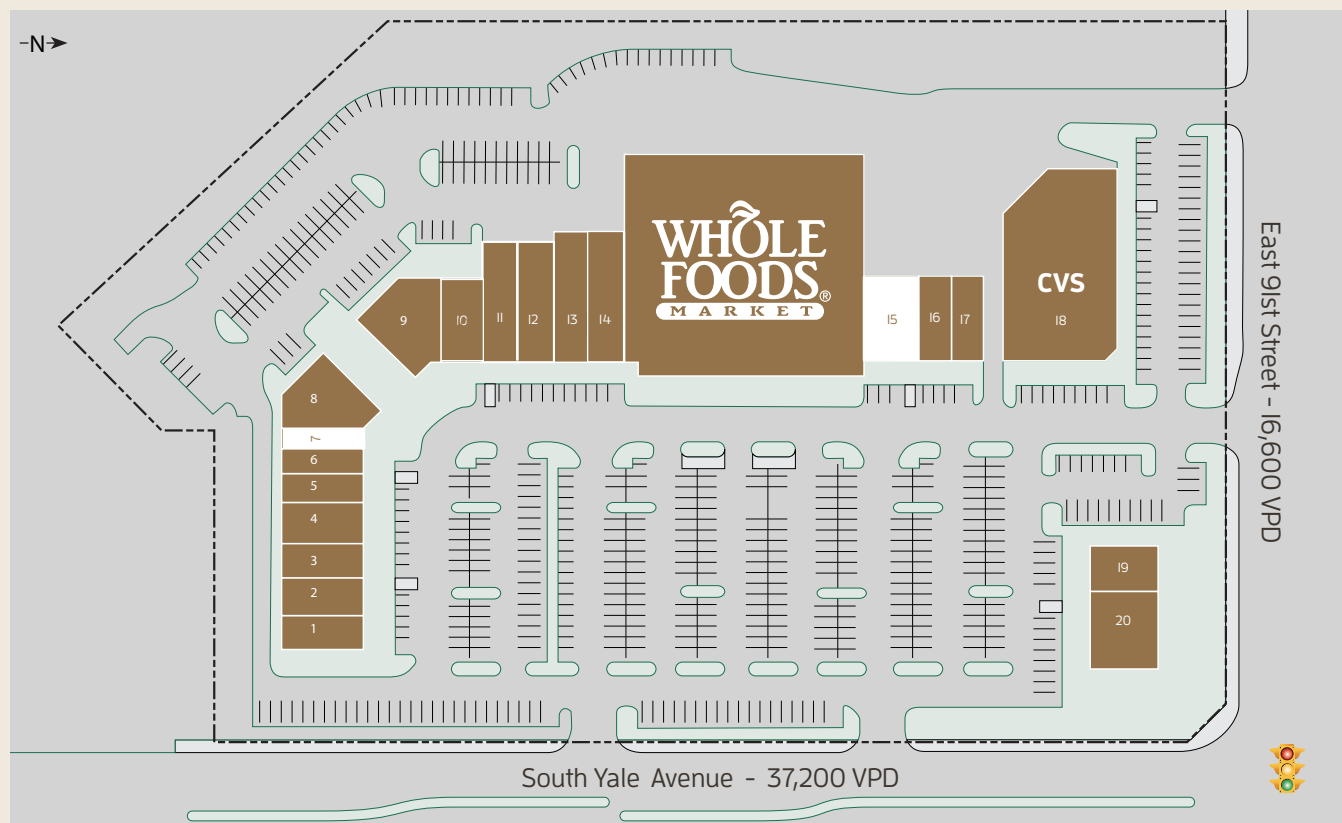 -N→
WHOLE
FOODS®
MARKET
CVS
18
9
10
11
12
13
14
15
16
17
8
7
6
5
4
3
2
1
19
20
East 91st Street - 16,600 VPD
South Yale Avenue - 37,200 VPD